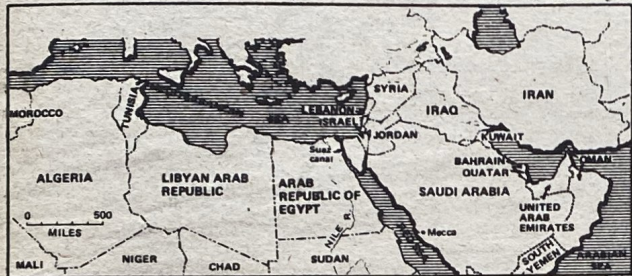 MOROCCO
ALGERIA
TUNISIA
MEDITERRANEAN
SEA
LIBYAN ARAB
REPUBLIC
ARAB
REPUBLIC OF
EGYPT
Suez
canal
LEBANON
ISRAEL
JORDAN
SYRIA
IRAQ
IRAN
KUWAIT
BAHRAIN
QUATAR
OMAN
SAUDI ARABIA
UNITED
ARAB
EMIRATES
Mecca
SOUTH
YEMEN
ARABIAN
SEA
NILE R.
SUDAN
CHAD
NIGER
MALI
0 500
MILES